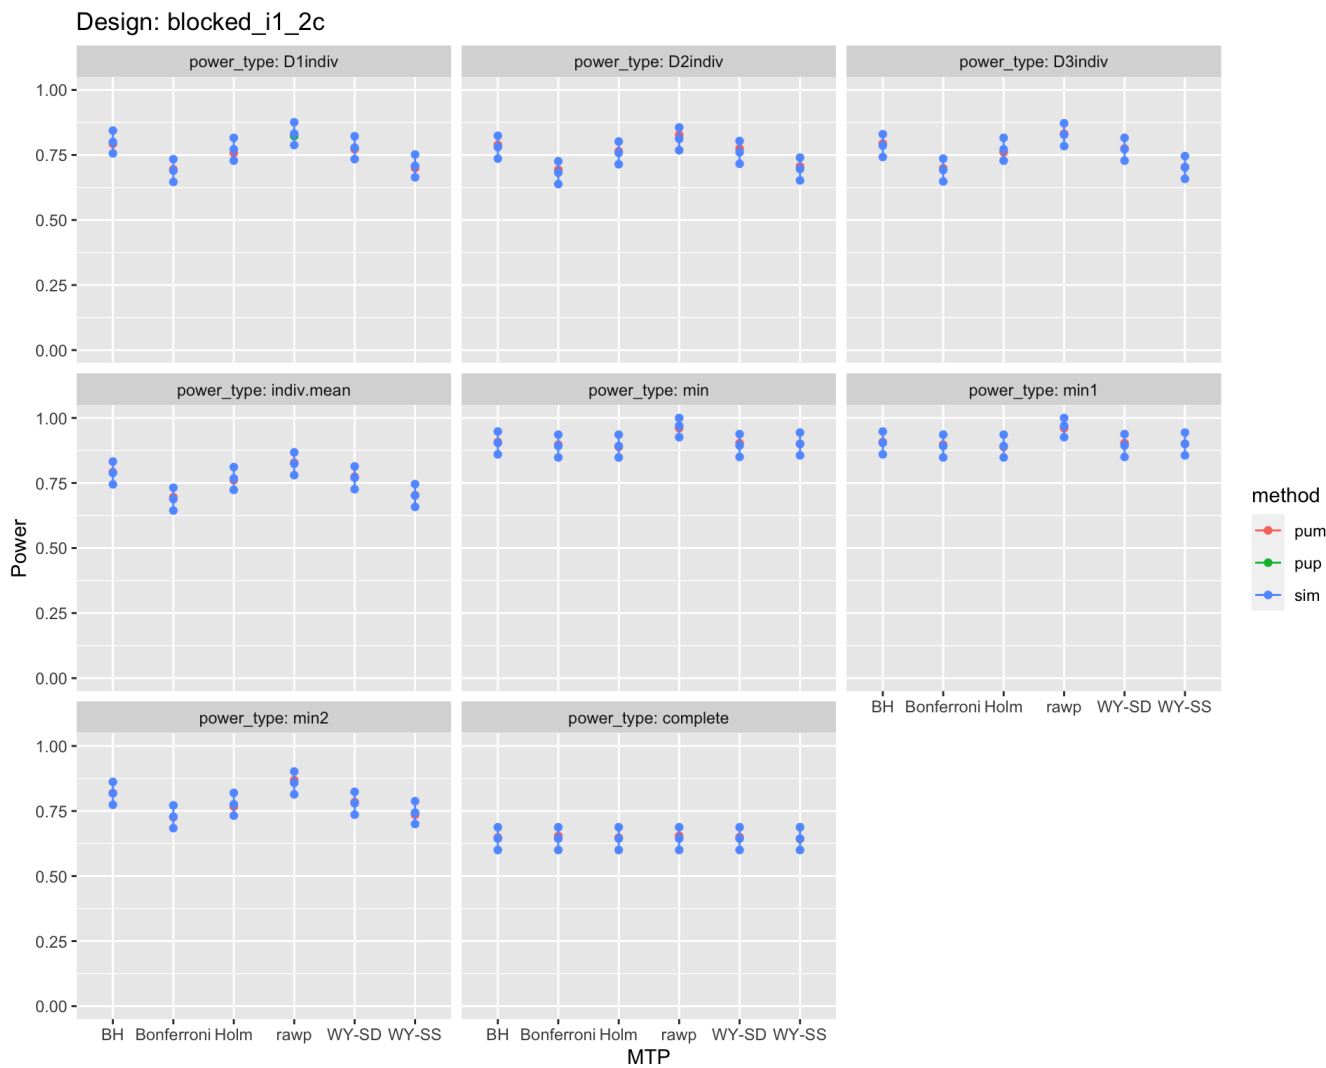 Design: blocked_i1_2c
power_type: D1indiv
power_type: D2indiv
power_type: D3indiv
1.00
0.75
0.50
0.25
0.00
power_type: indiv.mean
power_type: min
power_type: min1
1.00
0.75
0.50
0.25
0.00
BH Bonferroni Holm rawp WY-SD WY-SS
power_type: min2
power_type: complete
1.00
0.75
0.50
0.25
0.00
BH Bonferroni Holm rawp WY-SD WY-SS
BH Bonferroni Holm rawp WY-SD WY-SS
MTP
Power
method
pum
pup
sim